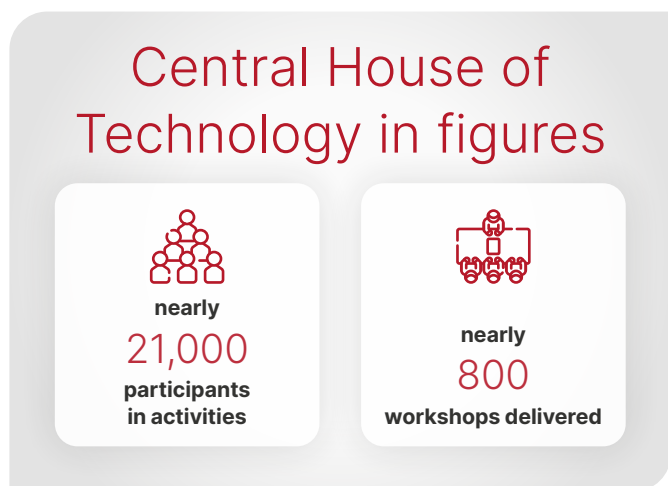 Central House of
Technology in figures
nearly
21,000
participants
in activities
nearly
800
workshops delivered